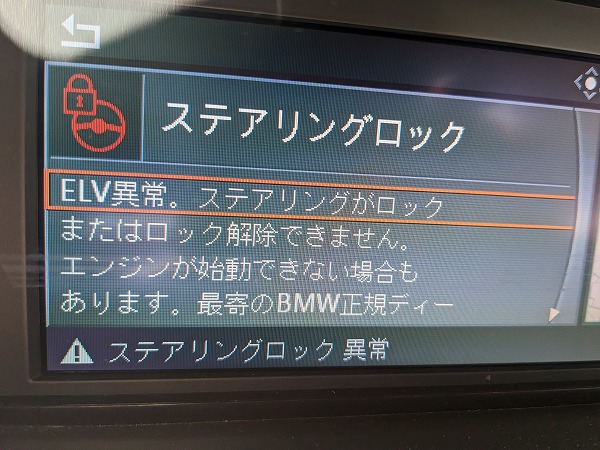 ステアリングロック
ELV異常。ステアリングがロック
またはロック解除できません。
エンジンが始動できない場合も
あります。最寄のBMW正規ディー
ステアリングロック 異常